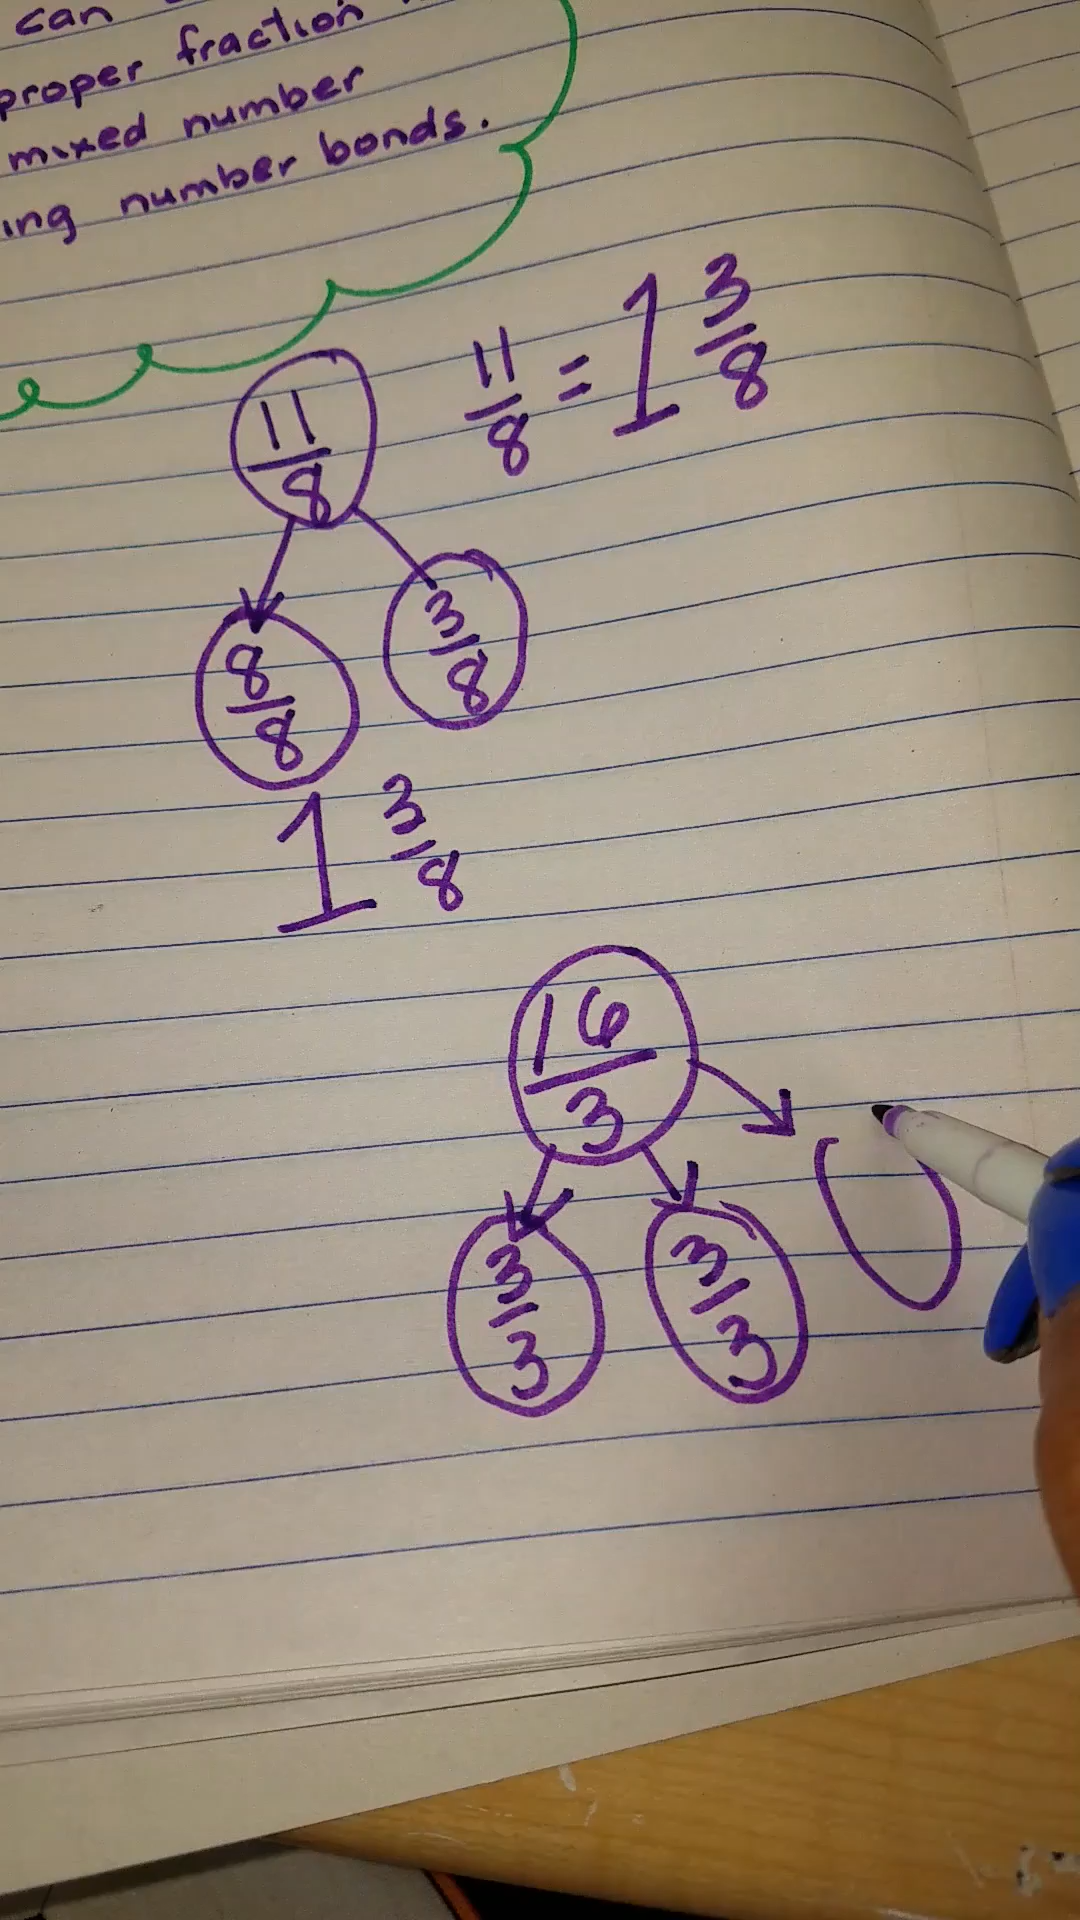 can
proper fraction
mixed number
ing number bonds.
11/8 = 1 3/8
11/8
8/8 3/8
1 3/8
16/3
3/3 3/3